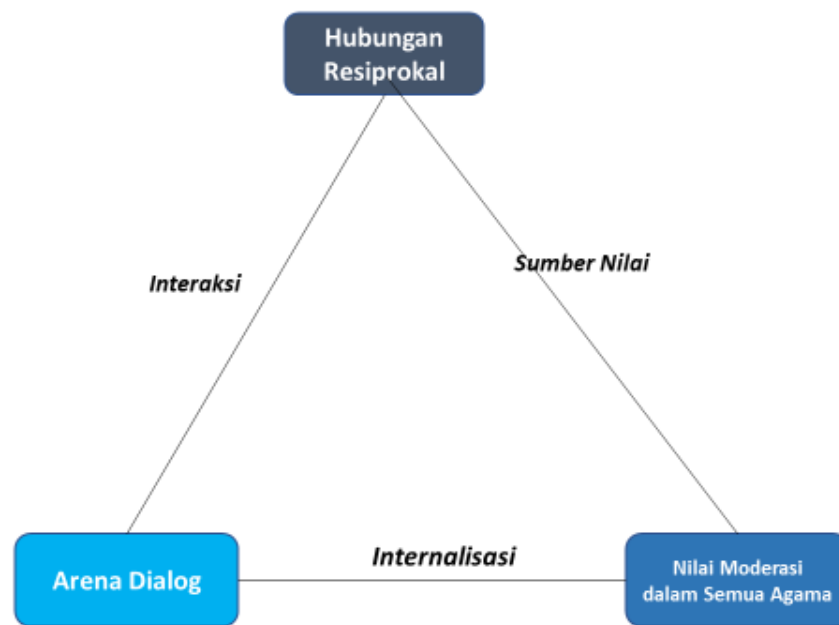 Hubungan
Resiprokal
Sumber Nilai
Interaksi
Internalisasi
Arena Dialog
Nilai Moderasi
dalam Semua Agama